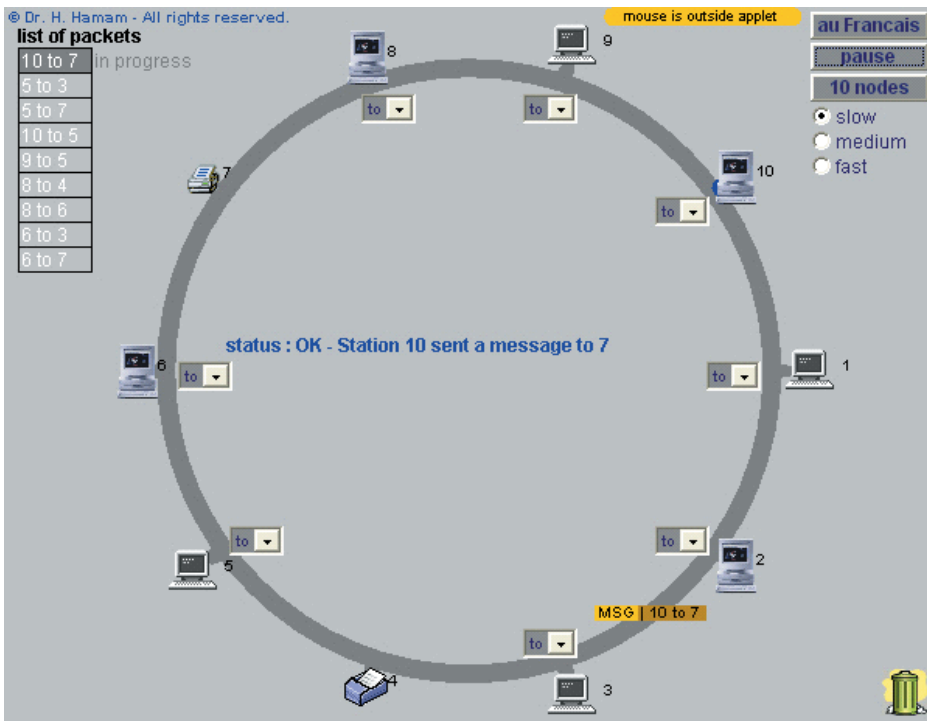 © Dr. H. Hamam - All rights reserved.
mouse is outside applet
au Francais
list of packets
pause
10 to 7 in progress
10 nodes
5 to 3
5 to 7
10 to 5
9 to 5
8 to 4
8 to 6
6 to 3
6 to 7
slow
medium
fast
8
to
9
to
10
to
7
status : OK - Station 10 sent a message to 7
6
to
1
to
5
to
2
to
MSG | 10 to 7
4
3
to